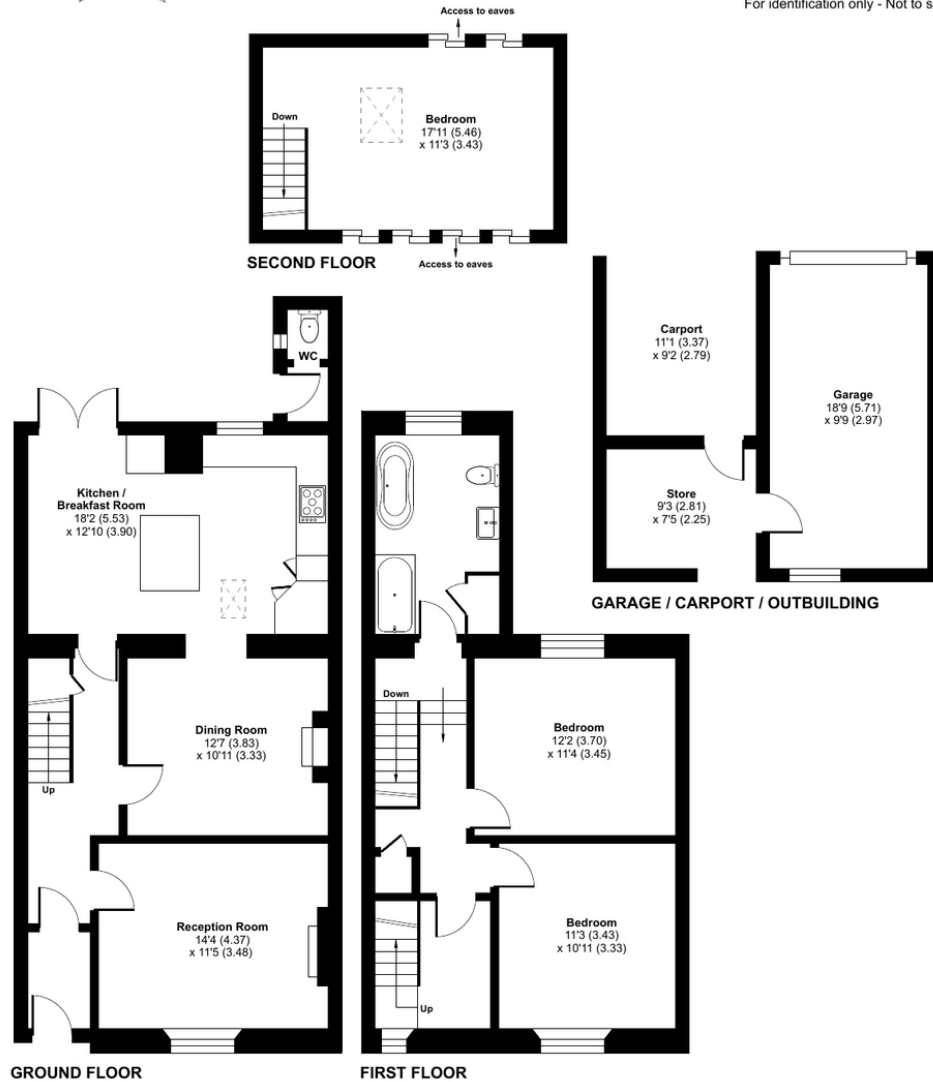 For identification only - Not to s
Access to eaves
Down
Bedroom
17'11 (5.46)
x 11'3 (3.43)
SECOND FLOOR
Access to eaves
WC
Carport
11'1 (3.37)
x 9'2 (2.79)
Garage
18'9 (5.71)
x 9'9 (2.97)
Store
9'3 (2.81)
x 7'5 (2.25)
GARAGE / CARPORT / OUTBUILDING
Kitchen /
Breakfast Room
18'2 (5.53)
x 12'10 (3.90)
Dining Room
12'7 (3.83)
x 10'11 (3.33)
Up
Reception Room
14'4 (4.37)
x 11'5 (3.48)
GROUND FLOOR
Down
Bedroom
12'2 (3.70)
x 11'4 (3.45)
Bedroom
11'3 (3.43)
x 10'11 (3.33)
Up
FIRST FLOOR